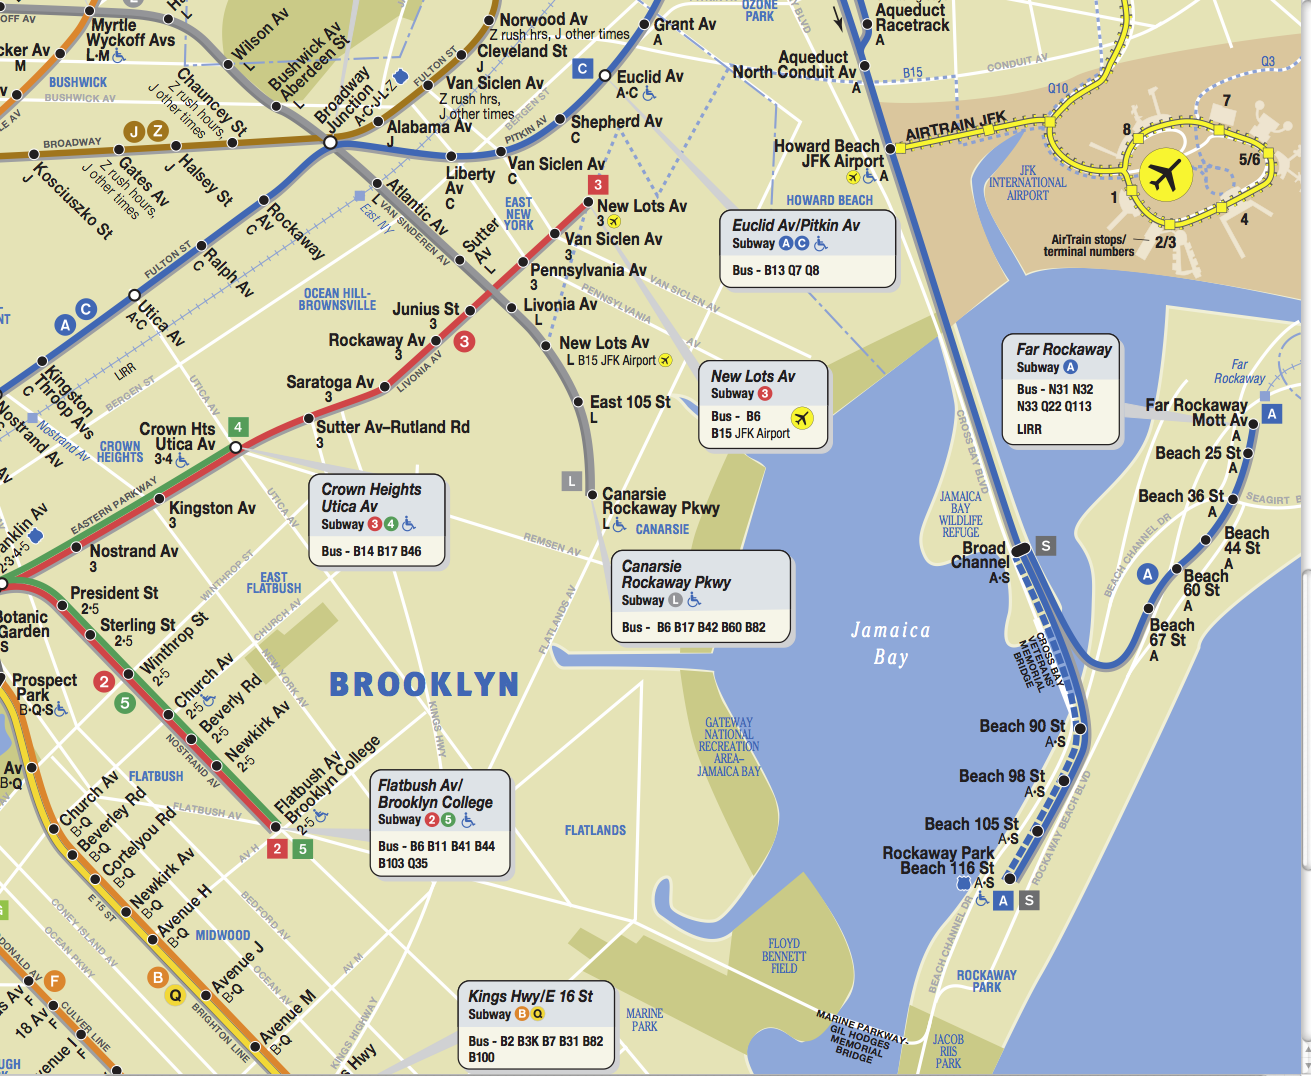 Myrtle
Wyckoff Avs
L·M
M
BUSHWICK
BUSHWICK AV
Wilson Av
L
Bushwick Av
Aberdeen St
L
Chauncey St
Z rush hours,
J other times
Broadway
Junction
A·C·J·L·Z
BROADWAY
J Z
Kosciuszko St
J
Gates Av
Z rush hours,
J other times
Halsey St
J
Norwood Av
Z rush hrs, J other times
Cleveland St
J
FULTON ST
Van Siclen Av
Z rush hrs,
J other times
Alabama Av
J
BERGEN ST
PITKIN AV
Grant Av
A
C
Euclid Av
A·C
Shepherd Av
C
Van Siclen Av
C
Liberty
Av
C
OZONE
PARK
Aqueduct
Racetrack
A
Aqueduct
North Conduit Av
A
B15
CONDUIT AV
Q10
Q3
Howard Beach
JFK Airport
A
AIRTRAIN JFK
JFK
INTERNATIONAL
AIRPORT
1
2/3
4
5/6
7
8
AirTrain stops/
terminal numbers
HOWARD BEACH
Euclid Av/Pitkin Av
Subway A C
Bus - B13 Q7 Q8
Rockaway
Av
C
Ralph Av
C
FULTON ST
Utica Av
A·C
A
C
Kingston
Throop Avs
C
Nostrand Av
Nostrand Av
LIRR
BERGEN ST
UTICA AV
East NY
Atlantic Av
L
VAN SINDEREN AV
Sutter
Av
L
EAST
NEW
YORK
3
New Lots Av
3
Van Siclen Av
3
Pennsylvania Av
3
VAN SICLEN AV
PENNSYLVANIA
AV
Livonia Av
L
Junius St
3
Rockaway Av
3
3
LIVONIA AV
New Lots Av
L B15 JFK Airport
Saratoga Av
3
OCEAN HILL-
BROWNSVILLE
Sutter Av–Rutland Rd
3
East 105 St
L
New Lots Av
Subway 3
Bus - B6
B15 JFK Airport
CROWN
HEIGHTS
Crown Hts
Utica Av
3·4
4
EASTERN PARKWAY
Kingston Av
3
Nostrand Av
3
UTICA AV
Crown Heights
Utica Av
Subway 3 4
Bus - B14 B17 B46
L
Canarsie
Rockaway Pkwy
L
CANARSIE
REMSEN AV
Canarsie
Rockaway Pkwy
Subway L
Bus - B6 B17 B42 B60 B82
FLATLANDS AV
Far Rockaway
Subway A
Bus - N31 N32
N33 Q22 Q113
LIRR
Far
Rockaway
Far Rockaway
Mott Av
A
A
Beach 25 St
A
Beach 36 St
A
SEAGIRT B
Beach
44 St
A
Beach
60 St
A
Beach
67 St
A
A
BEACH CHANNEL DR
CROSS BAY BLVD
JAMAICA
BAY
WILDLIFE
REFUGE
Broad
Channel
A·S
S
CROSS BAY
VETERANS'
MEMORIAL
BRIDGE
Jamaica
Bay
2·3·4·5
President St
2·5
Sterling St
2·5
Winthrop St
2·5
Church Av
2·5
Beverly Rd
2·5
Newkirk Av
2·5
2
5
NOSTRAND AV
WINTHROP ST
EAST
FLATBUSH
CHURCH AV
NEW YORK AV
KINGS HWY
BROOKLYN
Botanic
Garden
S
Prospect
Park
B·Q·S
Flatbush Av
Brooklyn College
2·5
2 5
FLATBUSH
FLATBUSH AV
Flatbush Av/
Brooklyn College
Subway 2 5
Bus - B6 B11 B41 B44
B103 Q35
GATEWAY
NATIONAL
RECREATION
AREA–
JAMAICA BAY
FLATLANDS
Beach 90 St
A·S
Beach 98 St
A·S
Beach 105 St
A·S
Rockaway Park
Beach 116 St
A·S
A S
ROCKAWAY BEACH BLVD
BEACH CHANNEL DR
Av
B·Q
Church Av
B·Q
Beverley Rd
B·Q
Cortelyou Rd
B·Q
Newkirk Av
B·Q
Avenue H
B·Q
Avenue J
B·Q
Avenue M
B·Q
E 15 ST
BRIGHTON LINE
B
Q
AV H
MIDWOOD
BEDFORD AV
OCEAN AV
AV M
KINGS HIGHWAY
CONEY ISLAND AV
OCEAN PKWY
F
18 Av
F
CULVER LINE
F
Kings Hwy/E 16 St
Subway B Q
Bus - B2 B3K B7 B31 B82
B100
MARINE
PARK
FLOYD
BENNETT
FIELD
MARINE PARKWAY-
GIL HODGES
MEMORIAL
BRIDGE
ROCKAWAY
PARK
JACOB
RIIS
PARK